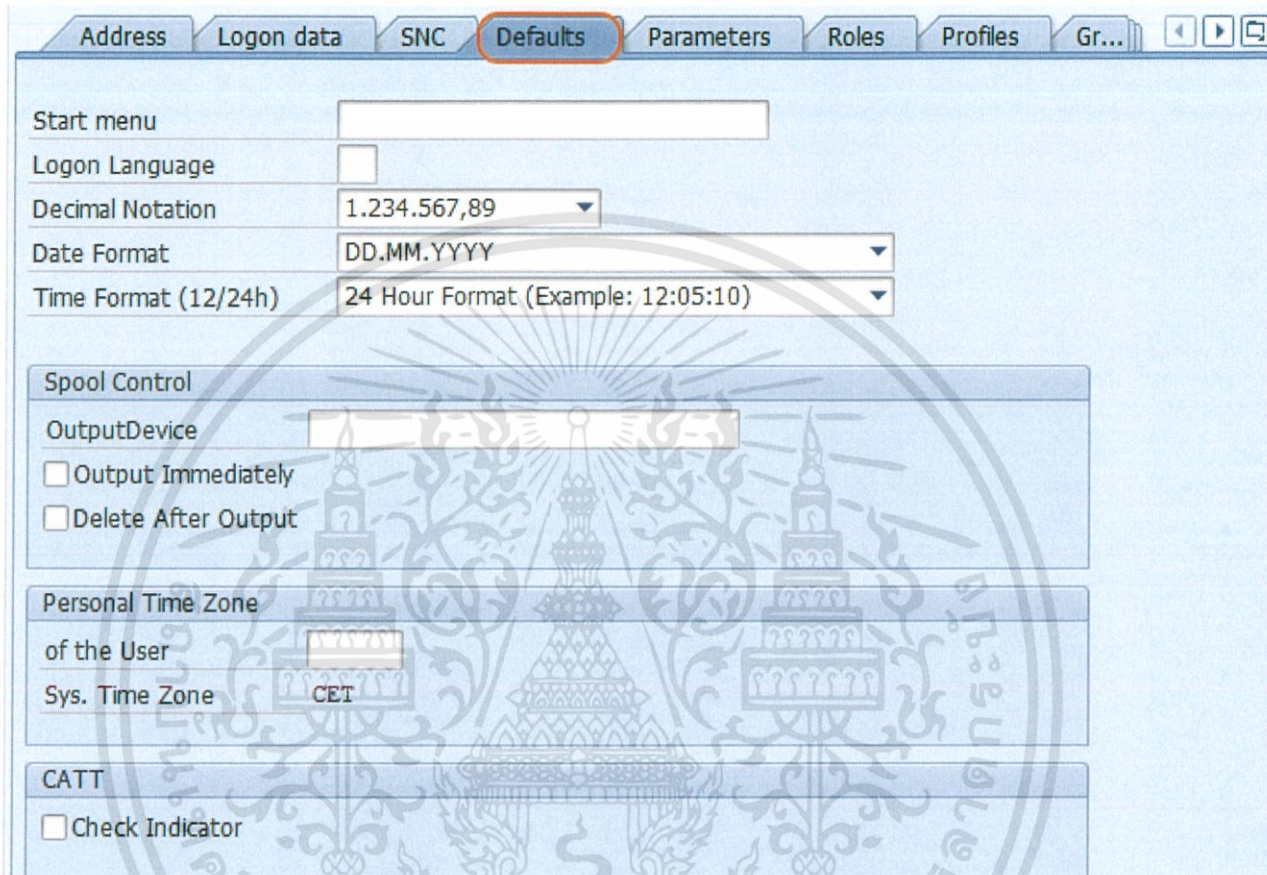 Address Logon data SNC Defaults Parameters Roles Profiles Gr...
Start menu
Logon Language
Decimal Notation 1.234.567,89
Date Format DD.MM.YYYY
Time Format (12/24h) 24 Hour Format (Example: 12:05:10)
Spool Control
OutputDevice
Output Immediately
Delete After Output
Personal Time Zone
of the User
Sys. Time Zone CET
CATT
Check Indicator